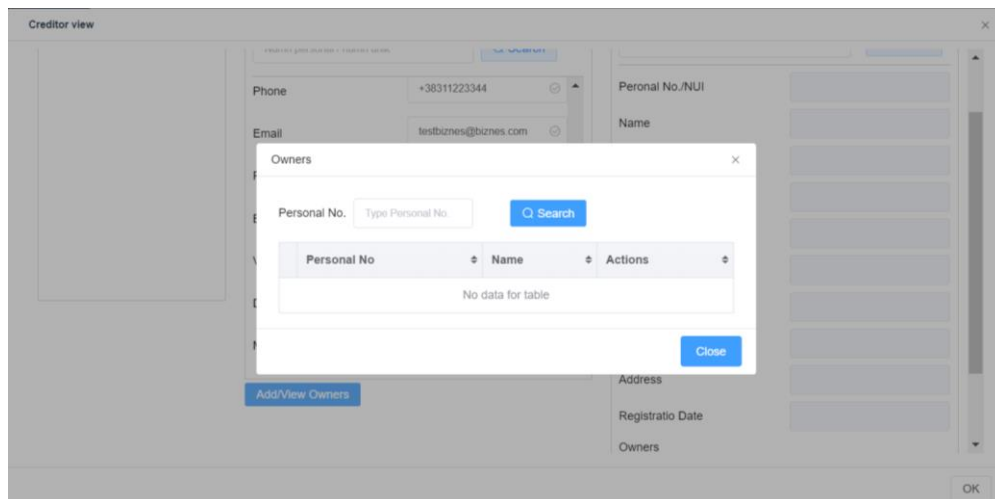 Creditor view
Search
Phone
+38311223344
Peronal No./NUI
Email
testbiznes@biznes.com
Name
Owners
Personal No.
Type Personal No.
Search
Personal No
Name
Actions
No data for table
Close
Add/View Owners
Address
Registratio Date
Owners
OK